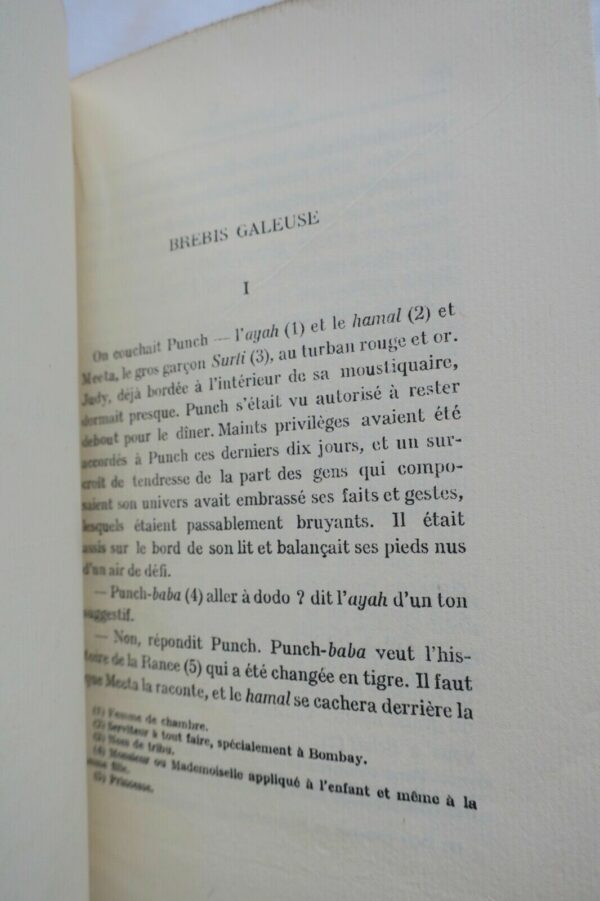 BREBIS GALEUSE
I
On couchait Punch — l'ayah (1) et le hamal (2) et
Meeta, le gros garçon Surti (3), au turban rouge et or.
Judy, déjà bordée à l'intérieur de sa moustiquaire,
dormait presque. Punch s'était vu autorisé à rester
debout pour le dîner. Maints privilèges avaient été
accordés à Punch ces derniers dix jours, et un sur-
croît de tendresse de la part des gens qui compo-
saient son univers avait embrassé ses faits et gestes,
lesquels étaient passablement bruyants. Il était
assis sur le bord de son lit et balançait ses pieds nus
d'un air de défi.
— Punch-baba (4) aller à dodo ? dit l'ayah d'un ton
suggestif.
— Non, répondit Punch. Punch-baba veut l'his-
toire de la Ranee (5) qui a été changée en tigre. Il faut
que Meeta la raconte, et le hamal se cachera derrière la
(1) Femme de chambre.
(2) Serviteur à tout faire, spécialement à Bombay.
(3) Nom de tribu.
(4) Monsieur ou Mademoiselle appliqué à l'enfant et même à la
jeune fille.
(5) Princesse.